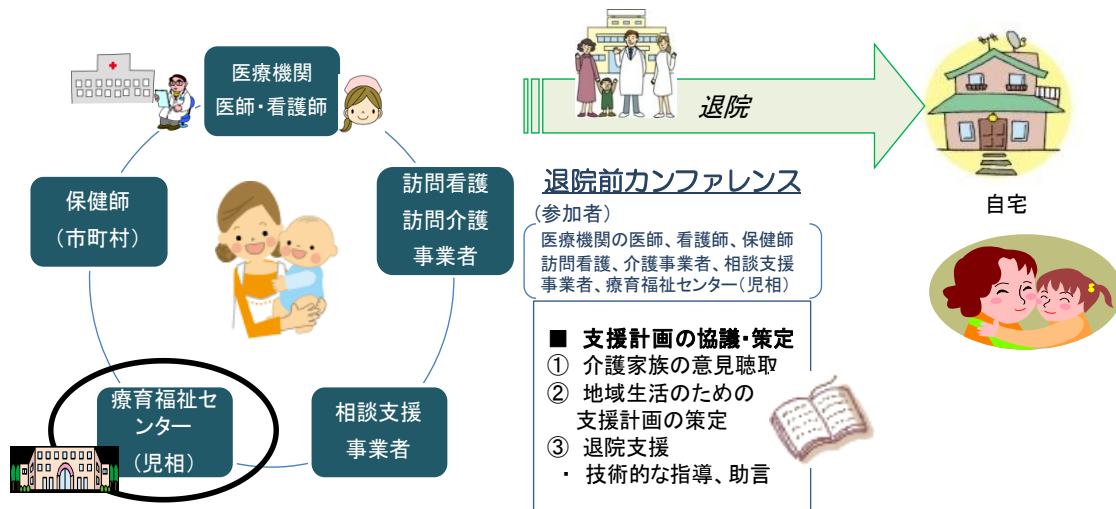 医療機関
医師・看護師
訪問看護
訪問介護
事業者
相談支援
事業者
療育福祉セ
ンター
(児相)
保健師
(市町村)
退院
自宅
退院前カンファレンス
(参加者)
医療機関の医師、看護師、保健師
訪問看護、介護事業者、相談支援
事業者、療育福祉センター(児相)
■ 支援計画の協議・策定
① 介護家族の意見聴取
② 地域生活のための
支援計画の策定
③ 退院支援
・ 技術的な指導、助言